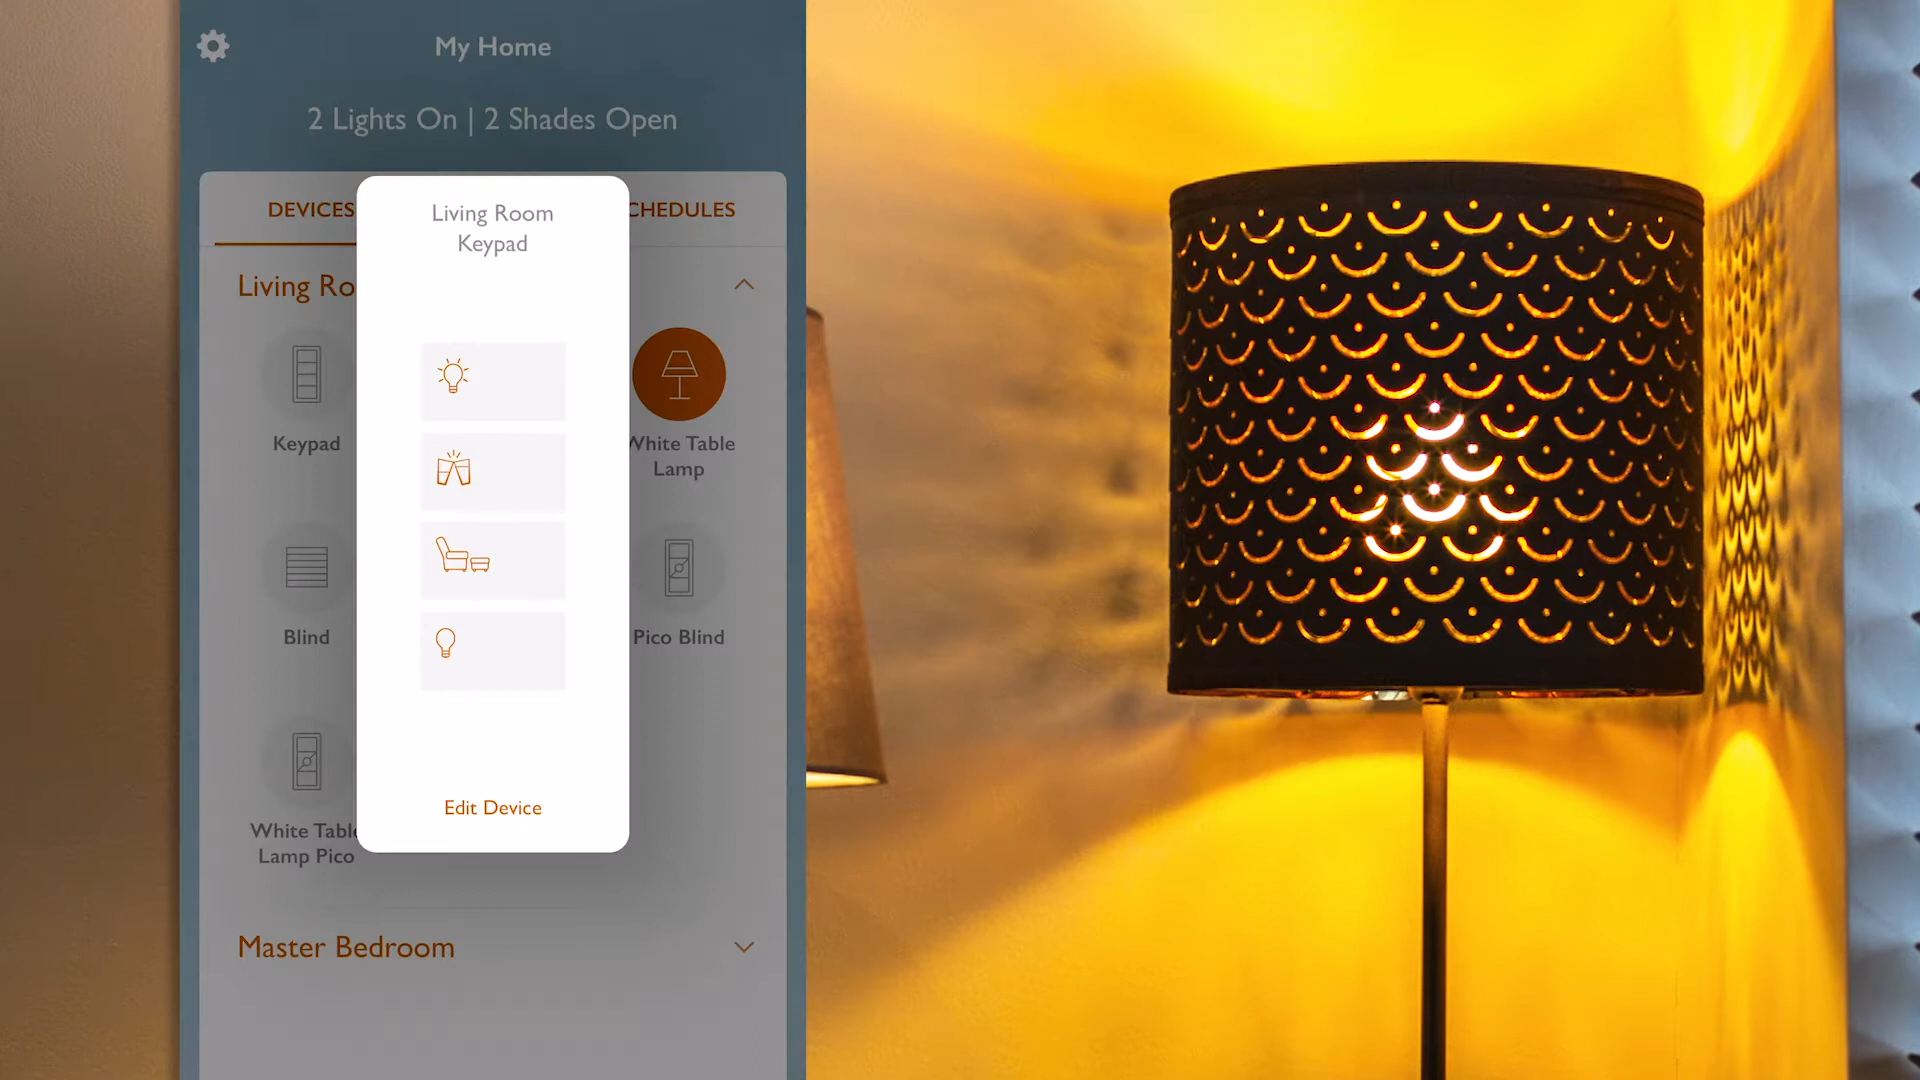 My Home
2 Lights On | 2 Shades Open
DEVICES
CHEDULES
Living Ro
Living Room
Keypad
Keypad
White Table
Lamp
Blind
Pico Blind
White Table
Lamp Pico
Edit Device
Master Bedroom